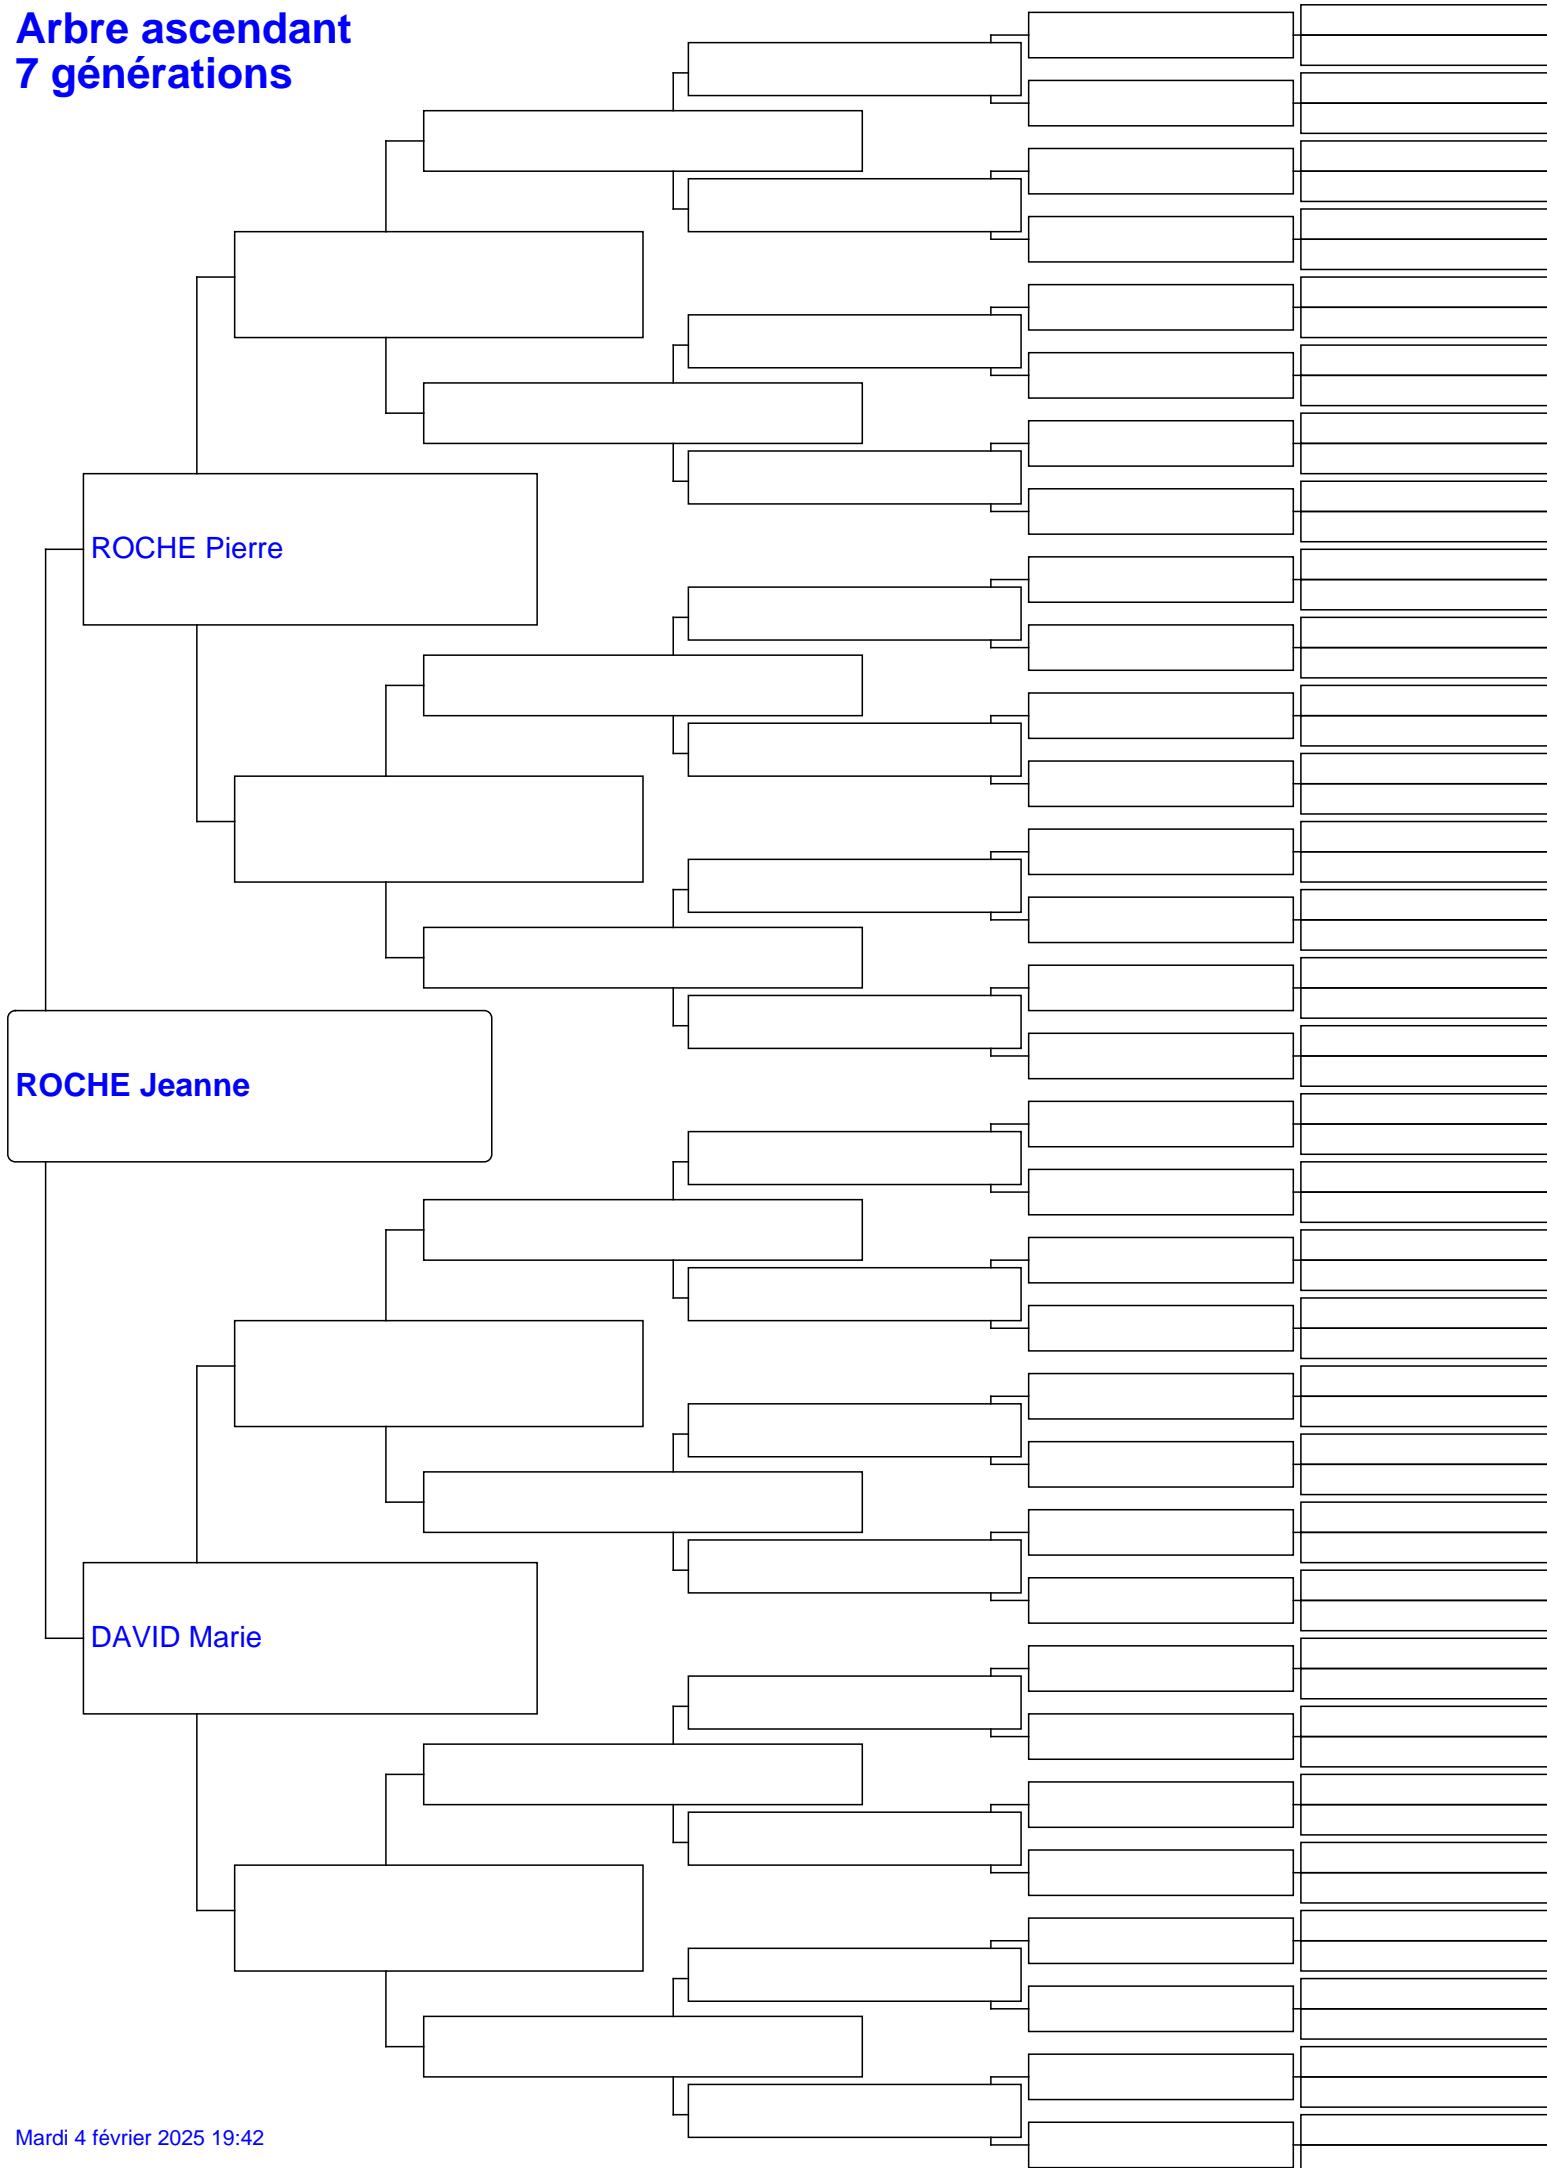 Arbre ascendant
7 générations
ROCHE Pierre
ROCHE Jeanne
DAVID Marie
Mardi 4 février 2025 19:42